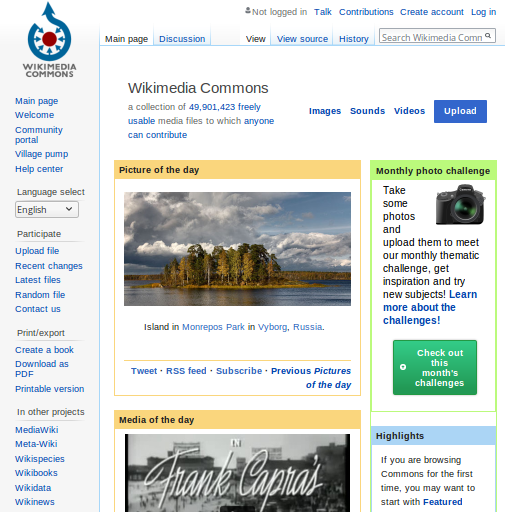 Not logged in Talk Contributions Create account Log in
Main page Discussion View View source History Search Wikimedia Comm
WIKIMEDIA
COMMONS
Main page
Welcome
Community
portal
Village pump
Help center
Language select
English
Participate
Upload file
Recent changes
Latest files
Random file
Contact us
Print/export
Create a book
Download as
PDF
Printable version
In other projects
MediaWiki
Meta-Wiki
Wikispecies
Wikibooks
Wikidata
Wikinews
Wikimedia Commons
a collection of 49,901,423 freely
usable media files to which anyone
can contribute
Images Sounds Videos Upload
Picture of the day
Island in Monrepos Park in Vyborg, Russia.
Tweet · RSS feed · Subscribe · Previous Pictures
of the day
Media of the day
IN
Frank Capra's
Monthly photo challenge
Take
some
photos
and
upload them to meet
our monthly thematic
challenge, get
inspiration and try
new subjects! Learn
more about the
challenges!
Check out
this
month's
challenges
Highlights
If you are browsing
Commons for the first
time, you may want to
start with Featured